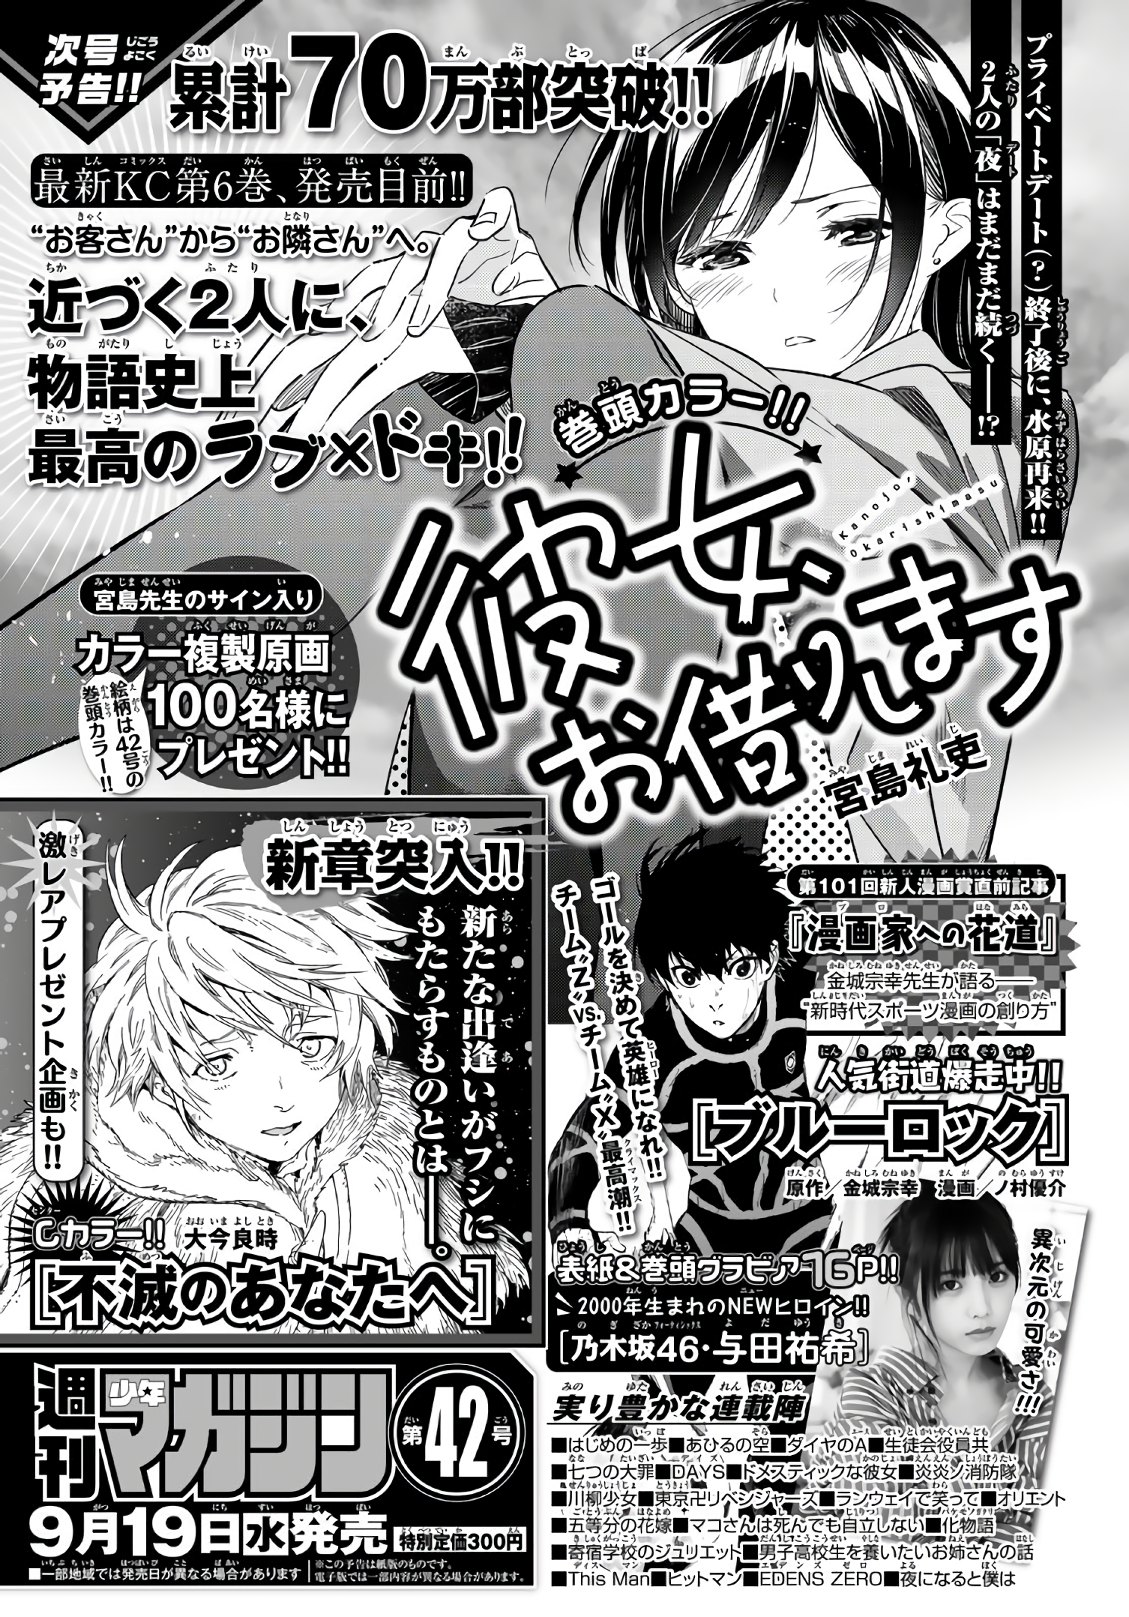 次号
予告!!
累計70万部突破!!
最新KC第6巻、発売目前!!
“お客さん”から“お隣さん”へ。
近づく2人に、
物語史上
最高のラブ×ドキ!!
プライベートデート(?)終了後に、水原再来!!
2人の「夜」はまだまだ続く――!?
巻頭カラー!!
彼女、
お借りします
Kanojo,
Okarishimasu
宮島礼吏
宮島先生のサイン入り
カラー複製原画
100名様に
プレゼント!!
絵柄は42号の
巻頭カラー!!
激レアプレゼント企画も!!
新章突入!!
新たな出逢いがフシに
もたらすものとは――。
Cカラー!!
大今良時
[不滅のあなたへ]
ゴールを決めて英雄になれ!!
チーム“Z”vs.チーム“X”最高潮!!
第101回新人漫画賞直前記事
『漫画家への花道』
金城宗幸先生が語る――
“新時代スポーツ漫画の創り方”
人気街道爆走中!!
[ブルーロック]
原作/金城宗幸 漫画/ノ村優介
表紙&巻頭グラビア16P!!
2000年生まれのNEWヒロイン!!
[乃木坂46・与田祐希]
異次元の可愛さ!!!
実り豊かな連載陣
■はじめの一歩■あひるの空■ダイヤのA■生徒会役員共
■七つの大罪■DAYS■ドメスティックな彼女■炎炎ノ消防隊
■川柳少女■東京卍リベンジャーズ■ランウェイで笑って■オリエント
■五等分の花嫁■マコさんは死んでも自立しない■化物語
■寄宿学校のジュリエット■男子高校生を養いたいお姉さんの話
■This Man■ヒットマン■EDENS ZERO■夜になると僕は
週刊
少年
マガジン
第42号
9月19日水発売
特別定価300円
■一部地域では発売日が異なる場合があります
※この予告は紙版のものです。
電子版では一部内容が異なる場合があります。